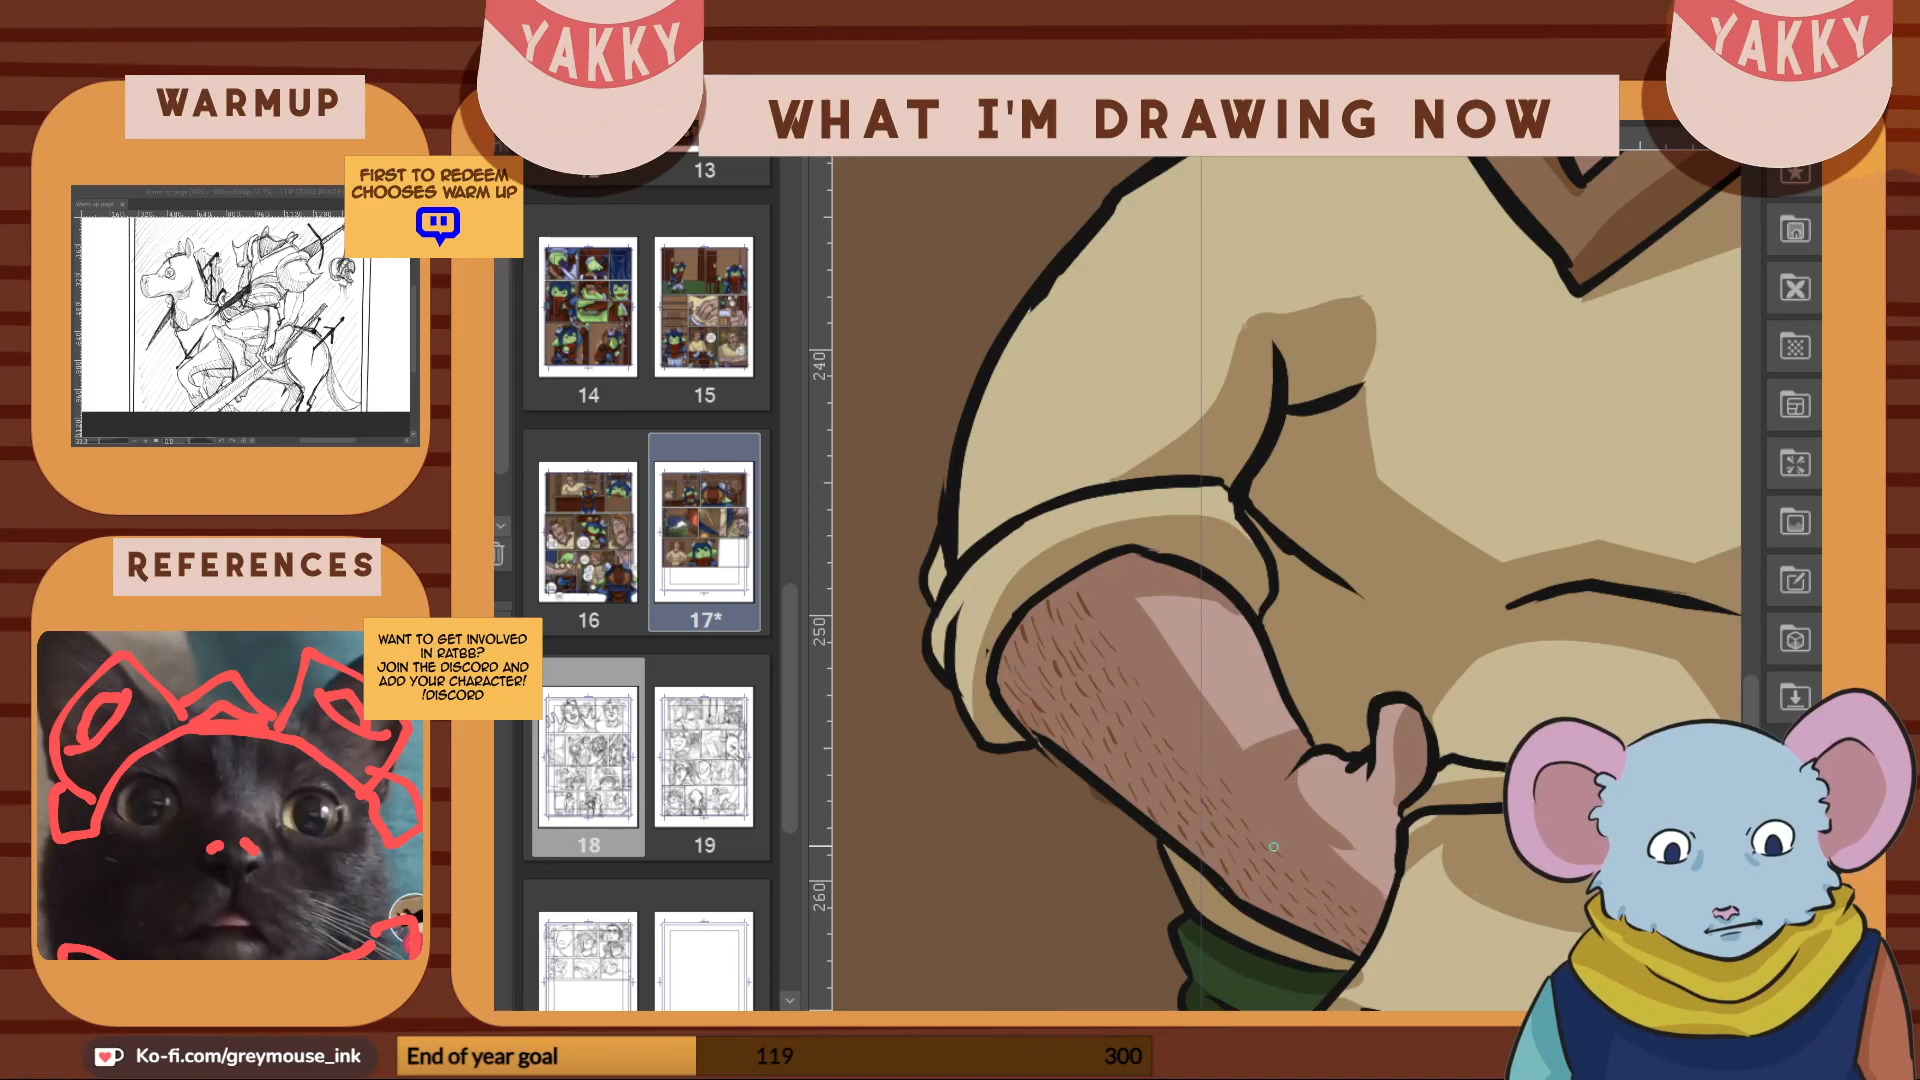 YAKKY
YAKKY
WARMUP
WHAT I'M DRAWING NOW
FIRST TO REDEEM
CHOOSES WARM UP
13
14
15
16
17*
18
19
240
250
260
REFERENCES
WANT TO GET INVOLVED
IN RAT88?
JOIN THE DISCORD AND
ADD YOUR CHARACTER!
!DISCORD
Ko-fi.com/greymouse_ink
End of year goal
119
300